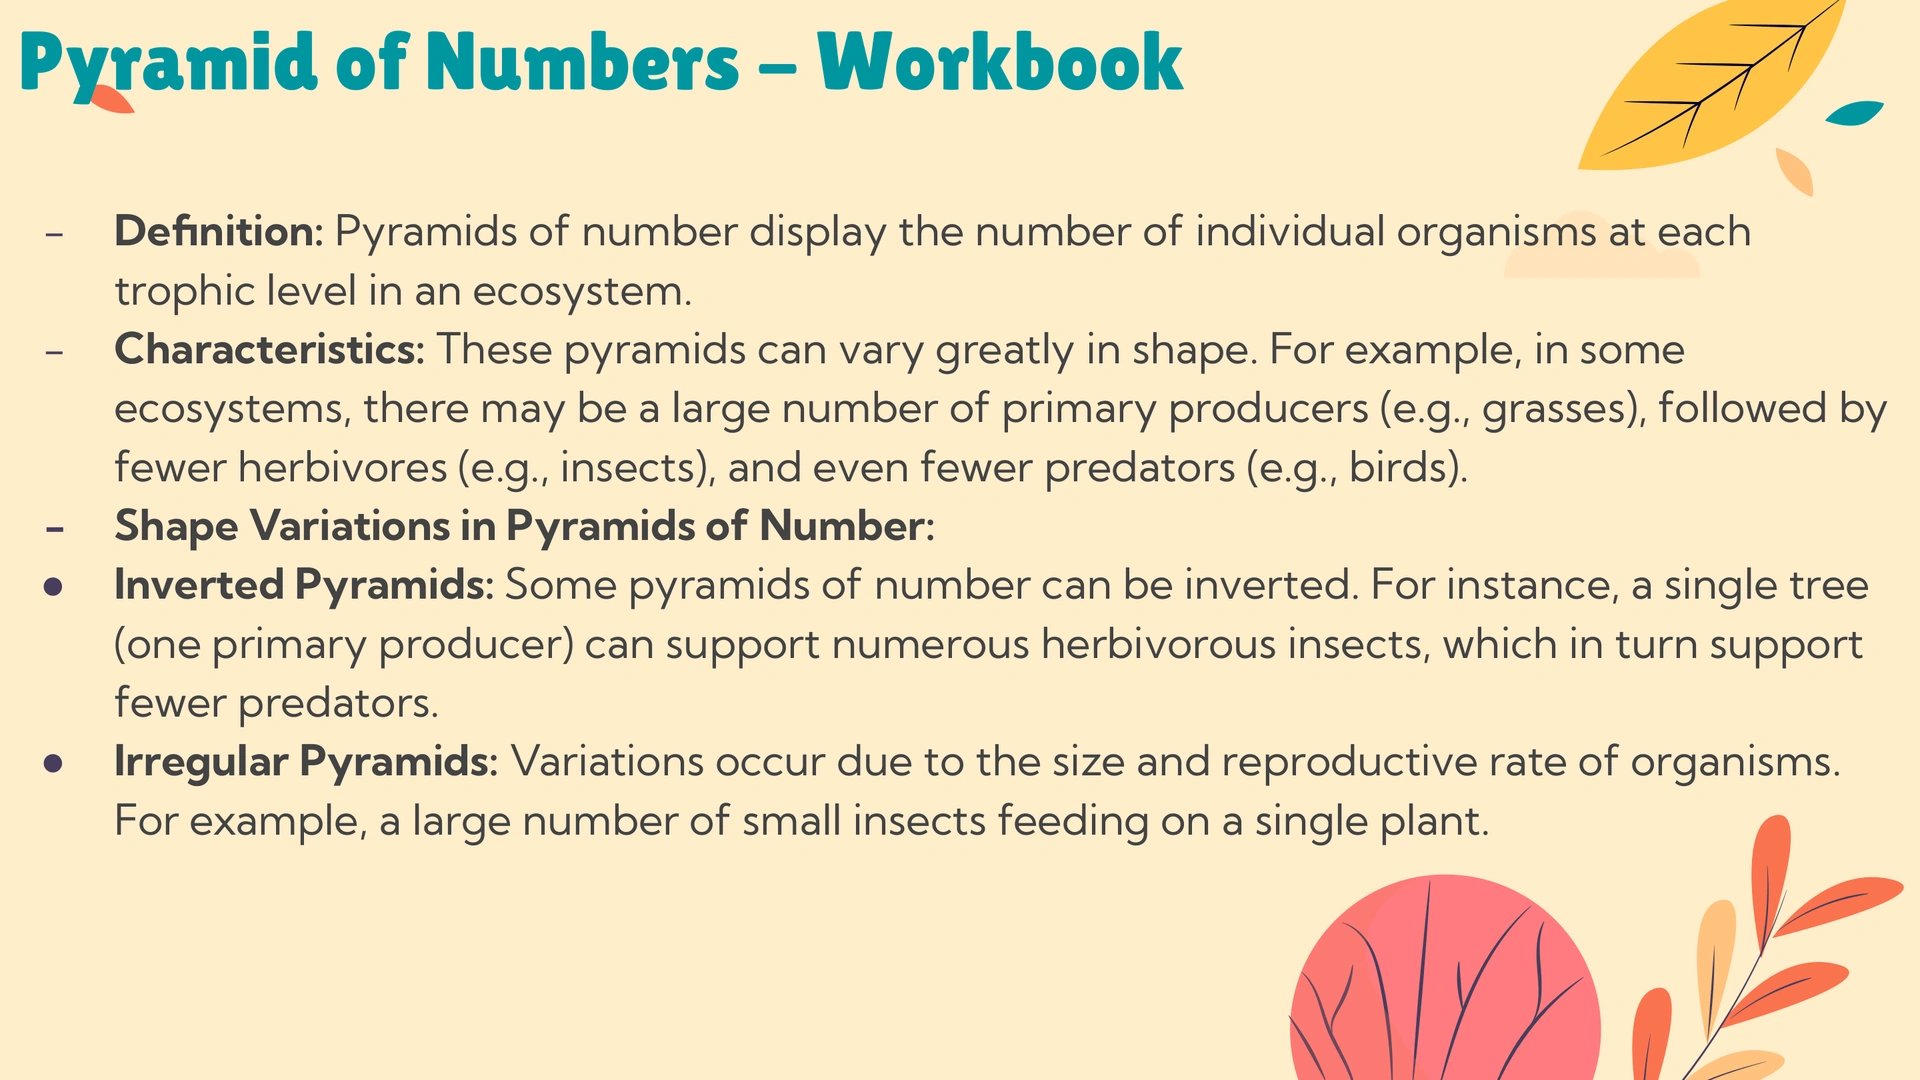 Pyramid of Numbers – Workbook
– Definition: Pyramids of number display the number of individual organisms at each
trophic level in an ecosystem.
– Characteristics: These pyramids can vary greatly in shape. For example, in some
ecosystems, there may be a large number of primary producers (e.g., grasses), followed by
fewer herbivores (e.g., insects), and even fewer predators (e.g., birds).
– Shape Variations in Pyramids of Number:
● Inverted Pyramids: Some pyramids of number can be inverted. For instance, a single tree
(one primary producer) can support numerous herbivorous insects, which in turn support
fewer predators.
● Irregular Pyramids: Variations occur due to the size and reproductive rate of organisms.
For example, a large number of small insects feeding on a single plant.